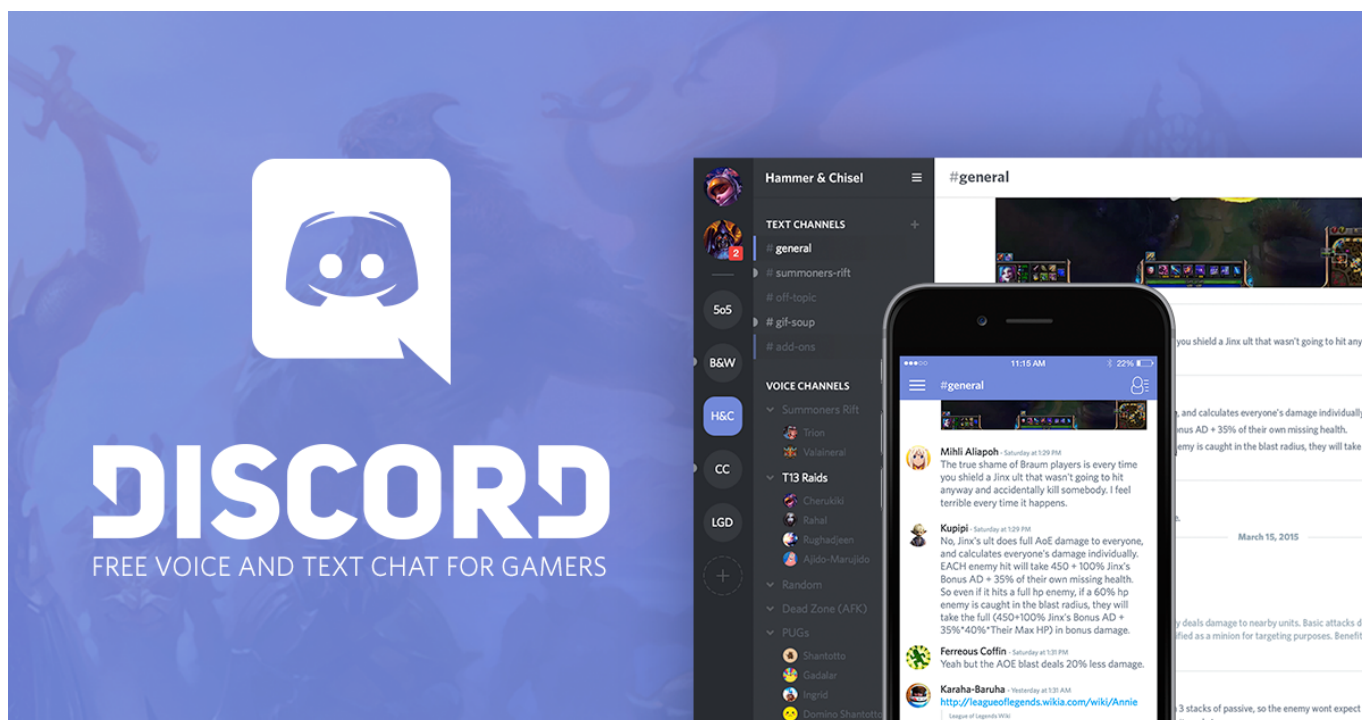 DISCORD
FREE VOICE AND TEXT CHAT FOR GAMERS
Hammer & Chisel
TEXT CHANNELS
# general
# summoners-rift
# off-topic
# gif-soup
# add-ons
VOICE CHANNELS
Summoners Rift
Trion
Valaineral
T13 Raids
Cherukiki
Rahal
Rughadjeen
Ajido-Marujido
Random
Dead Zone (AFK)
PUGs
Shantotto
Gadalar
Ingrid
Domino Shantotto
2
5o5
B&W
H&C
CC
LGD
#general
you shield a Jinx ult that wasn't going to hit any
, and calculates everyone's damage individually
onus AD + 35% of their own missing health.
emy is caught in the blast radius, they will take
e.
March 15, 2015
y deals damage to nearby units. Basic attacks d
ified as a minion for targeting purposes. Benefit
3 stacks of passive, so the enemy wont expect
11:15 AM
22%
#general
Mihli Aliapoh - Saturday at 1:29 PM
The true shame of Braum players is every time
you shield a Jinx ult that wasn't going to hit
anyway and accidentally kill somebody. I feel
terrible every time it happens.
Kupipi - Saturday at 1:29 PM
No, Jinx's ult does full AoE damage to everyone,
and calculates everyone's damage individually.
EACH enemy hit will take 450 + 100% Jinx's
Bonus AD + 35% of their own missing health.
So even if it hits a full hp enemy, if a 60% hp
enemy is caught in the blast radius, they will
take the full (450+100% Jinx's Bonus AD +
35%*40%*Their Max HP) in bonus damage.
Ferreous Coffin - Saturday at 1:31 PM
Yeah but the AOE blast deals 20% less damage.
Karaha-Baruha - Yesterday at 1:31 AM
http://leagueoflegends.wikia.com/wiki/Annie
League of Legends Wiki